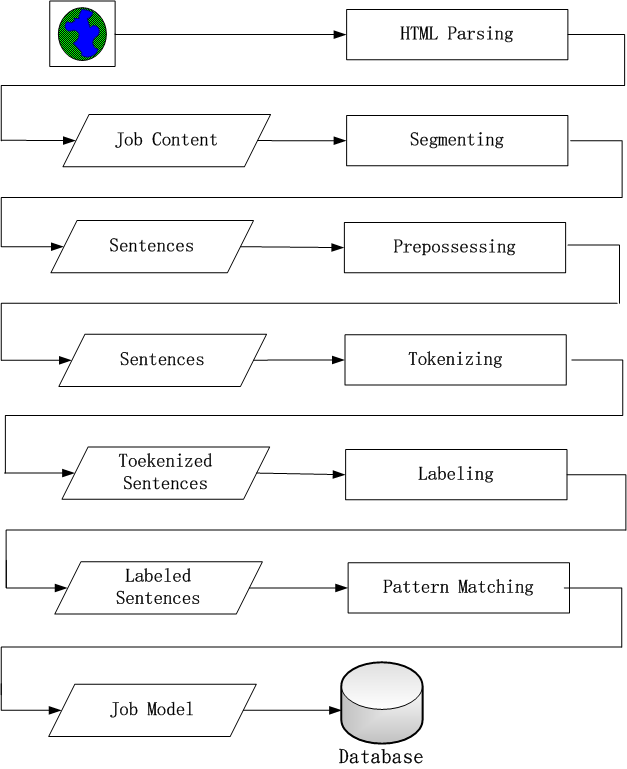 HTML Parsing
Job Content
Segmenting
Sentences
Prepossessing
Sentences
Tokenizing
Toekenized
Sentences
Labeling
Labeled
Sentences
Pattern Matching
Job Model
Database